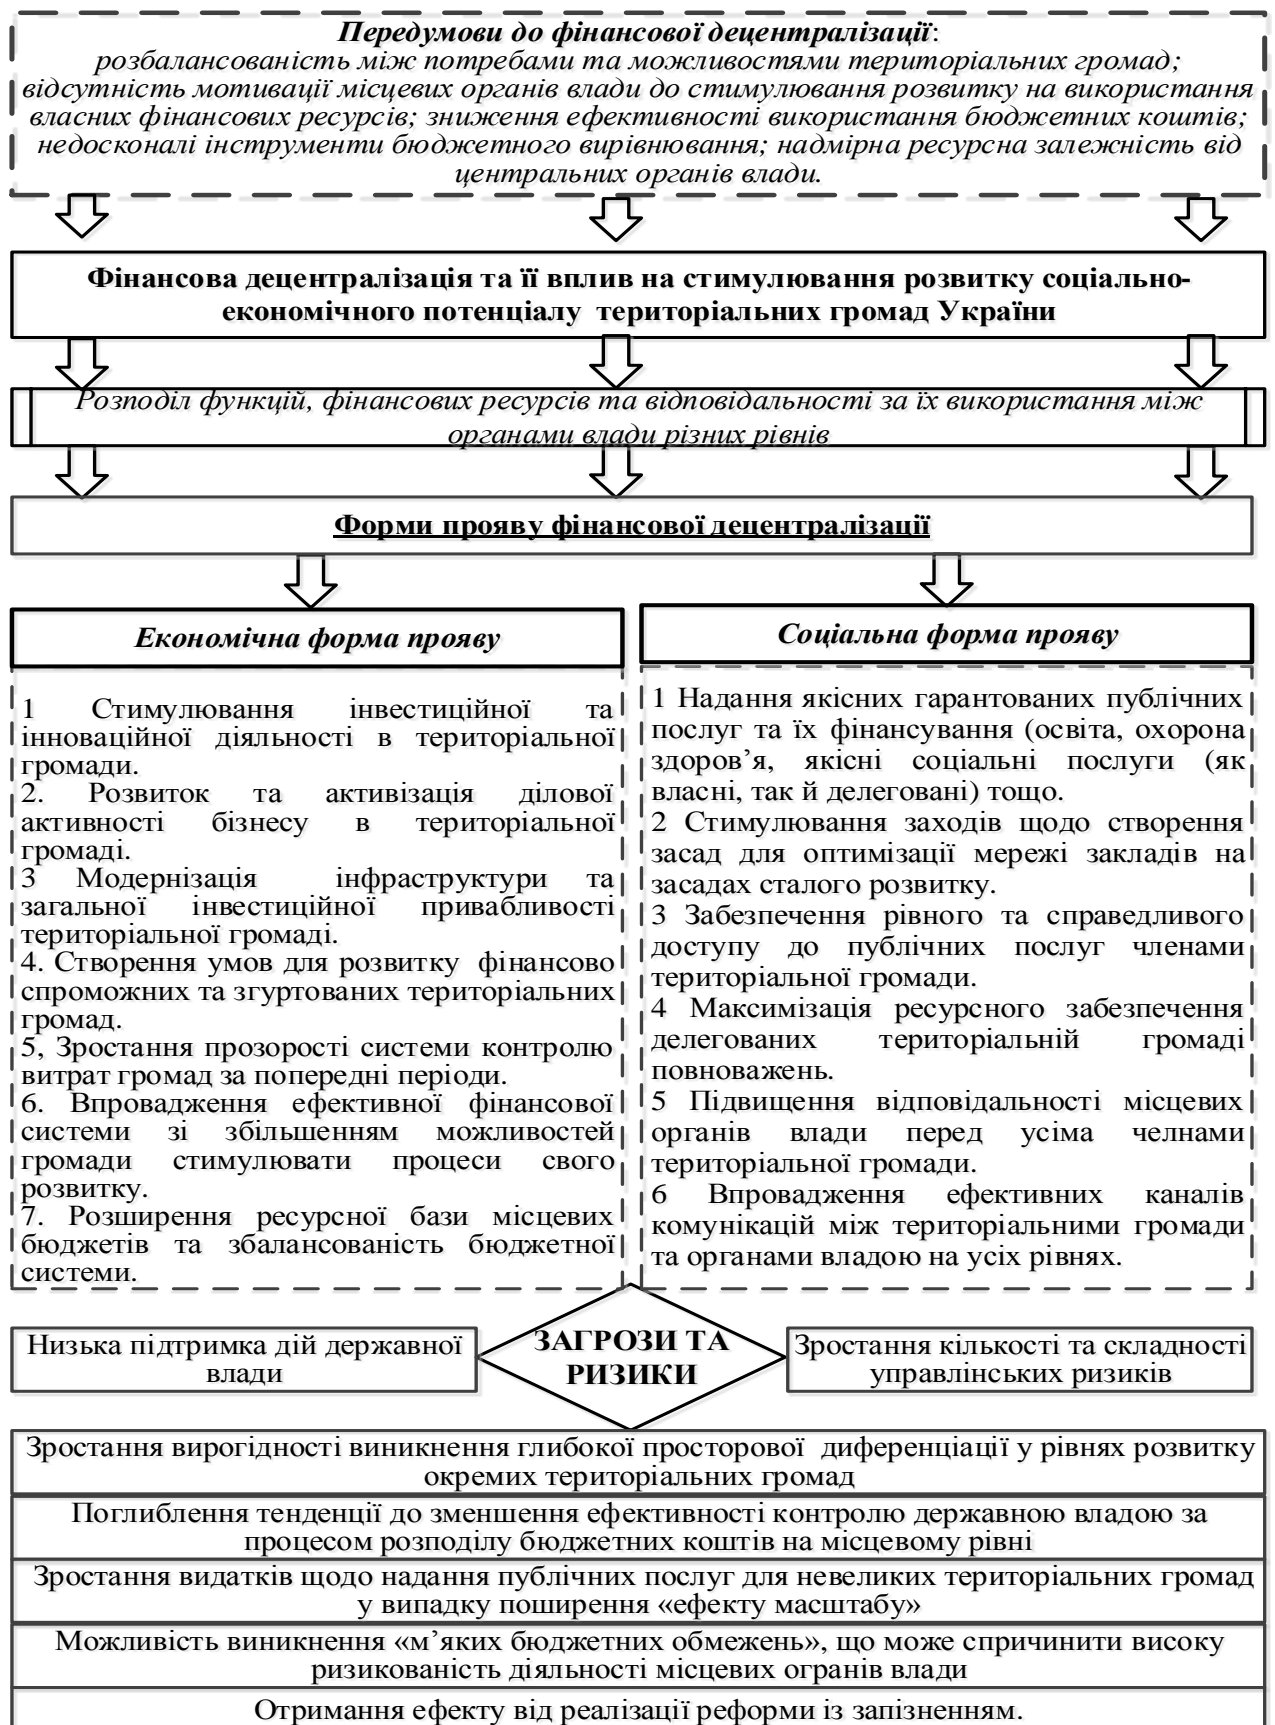 Передумови до фінансової децентралізації:
розбалансованість між потребами та можливостями територіальних громад;
відсутність мотивації місцевих органів влади до стимулювання розвитку на використання
власних фінансових ресурсів; зниження ефективності використання бюджетних коштів;
недосконалі інструменти бюджетного вирівнювання; надмірна ресурсна залежність від
центральних органів влади.
Фінансова децентралізація та її вплив на стимулювання розвитку соціально-
економічного потенціалу територіальних громад України
Розподіл функцій, фінансових ресурсів та відповідальності за їх використання між
органами влади різних рівнів
Форми прояву фінансової децентралізації
Економічна форма прояву
1 Стимулювання інвестиційної та
інноваційної діяльності в територіальної
громади.
2. Розвиток та активізація ділової
активності бізнесу в територіальної
громаді.
3 Модернізація інфраструктури та
загальної інвестиційної привабливості
територіальної громаді.
4. Створення умов для розвитку фінансово
спроможних та згуртованих територіальних
громад.
5, Зростання прозорості системи контролю
витрат громад за попередні періоди.
6. Впровадження ефективної фінансової
системи зі збільшенням можливостей
громади стимулювати процеси свого
розвитку.
7. Розширення ресурсної бази місцевих
бюджетів та збалансованість бюджетної
системи.
Соціальна форма прояву
1 Надання якісних гарантованих публічних
послуг та їх фінансування (освіта, охорона
здоров’я, якісні соціальні послуги (як
власні, так й делеговані) тощо.
2 Стимулювання заходів щодо створення
засад для оптимізації мережі закладів на
засадах сталого розвитку.
3 Забезпечення рівного та справедливого
доступу до публічних послуг членами
територіальної громади.
4 Максимізація ресурсного забезпечення
делегованих територіальній громаді
повноважень.
5 Підвищення відповідальності місцевих
органів влади перед усіма челнами
територіальної громади.
6 Впровадження ефективних каналів
комунікацій між територіальними громади
та органами владою на усіх рівнях.
Низька підтримка дій державної
влади
ЗАГРОЗИ ТА
РИЗИКИ
Зростання кількості та складності
управлінських ризиків
Зростання вирогідності виникнення глибокої просторової диференціації у рівнях розвитку
окремих територіальних громад
Поглиблення тенденції до зменшення ефективності контролю державною владою за
процесом розподілу бюджетних коштів на місцевому рівні
Зростання видатків щодо надання публічних послуг для невеликих територіальних громад
у випадку поширення «ефекту масштабу»
Можливість виникнення «м’яких бюджетних обмежень», що може спричинити високу
ризикованість діяльності місцевих огранів влади
Отримання ефекту від реалізації реформи із запізненням.